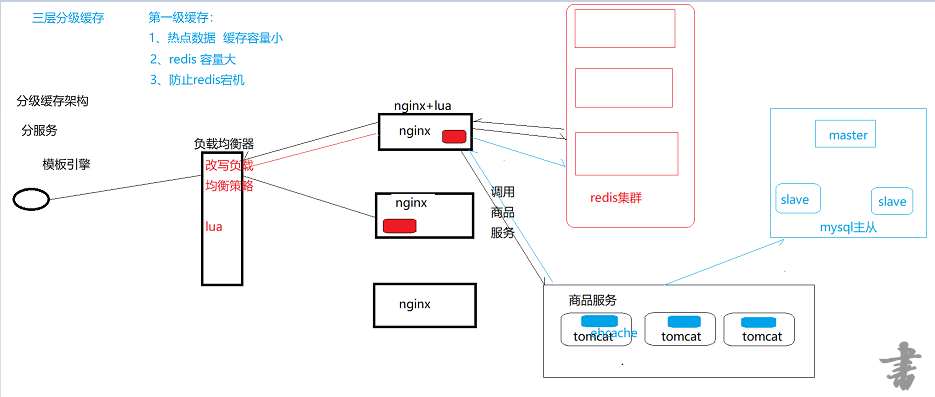 三层分级缓存
第一级缓存：
1、热点数据 缓存容量小
2、redis 容量大
3、防止redis宕机
分级缓存架构
分服务
模板引擎
负载均衡器
改写负载
均衡策略
lua
nginx+lua
nginx
nginx
nginx
调用
商品
服务
redis集群
master
slave
slave
mysql主从
商品服务
ehcache
tomcat
tomcat
tomcat
書